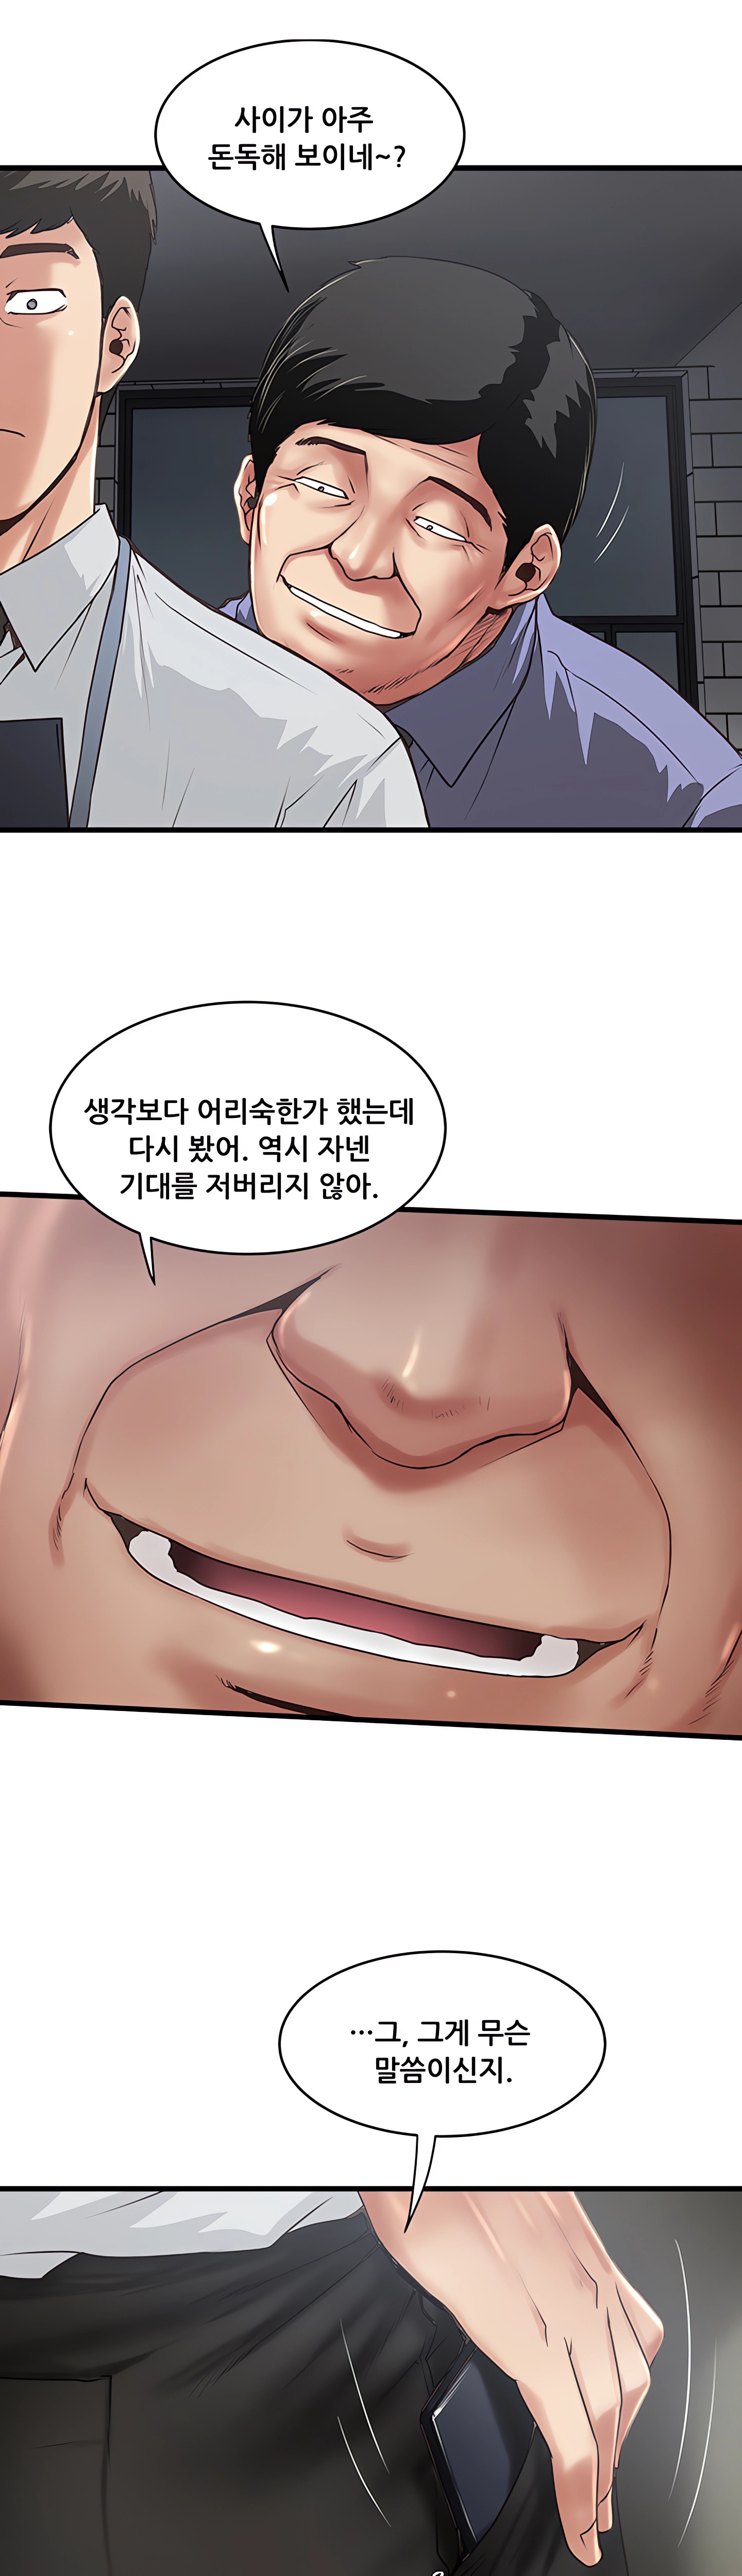 사이가 아주
돈독해 보이네~?
생각보다 어리숙한가 했는데
다시 봤어. 역시 자넨
기대를 저버리지 않아.
…그, 그게 무슨
말씀이신지.